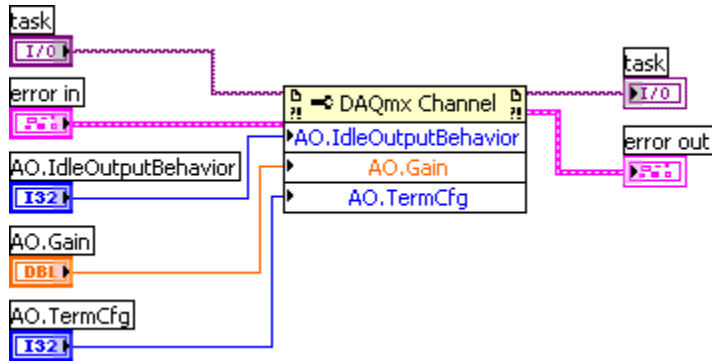 task
I/O
error in
AO.IdleOutputBehavior
I32
AO.Gain
DBL
AO.TermCfg
I32
DAQmx Channel
AO.IdleOutputBehavior
AO.Gain
AO.TermCfg
task
I/O
error out